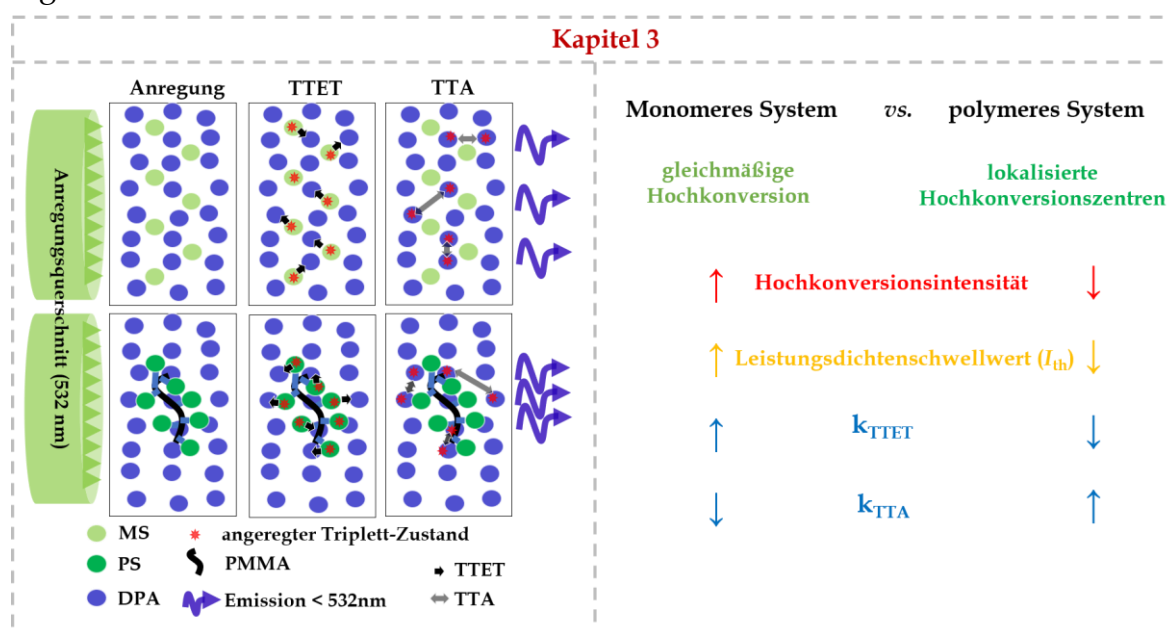 Kapitel 3
Anregung TTET TTA
Anregungsquerschnitt (532 nm)
MS angeregter Triplett-Zustand
PS PMMA TTET
DPA Emission < 532nm TTA
Monomeres System vs. polymeres System
gleichmäßige
Hochkonversion
lokalisierte
Hochkonversionszentren
↑ Hochkonversionsintensität ↓
↑ Leistungsdichtenschwellwert (Ith) ↓
↑ kTTET ↓
↓ kTTA ↑